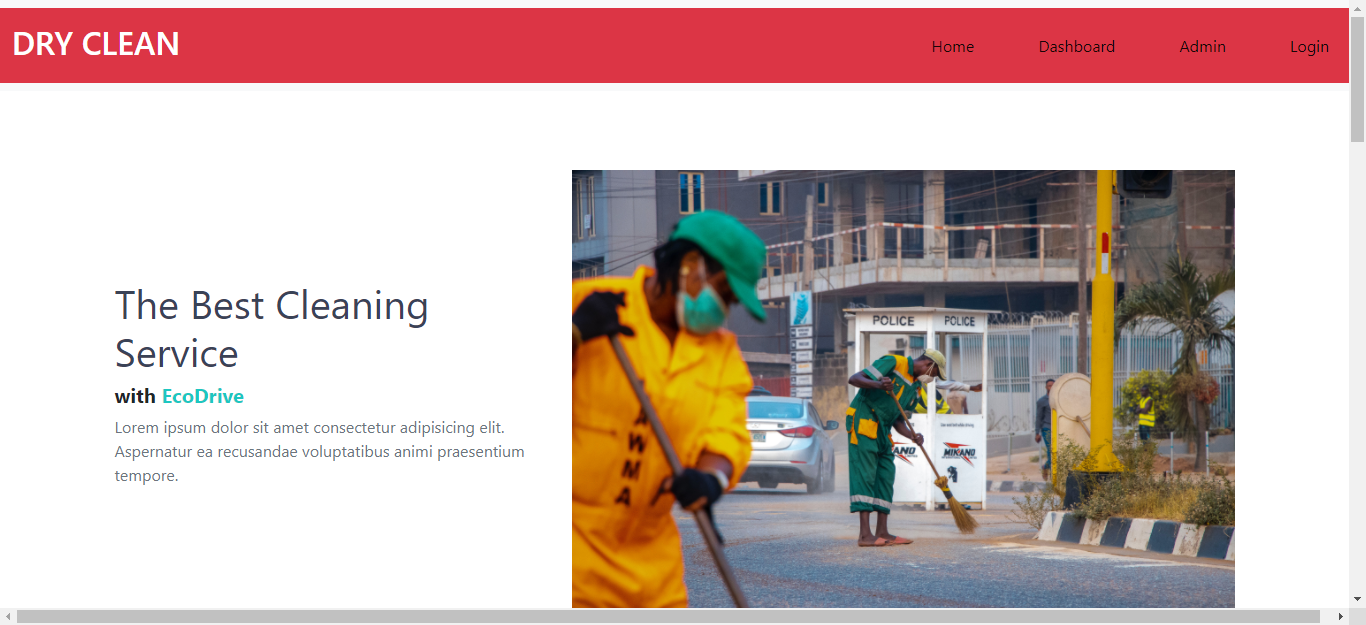 DRY CLEAN
Home
Dashboard
Admin
Login
The Best Cleaning
Service
with EcoDrive
Lorem ipsum dolor sit amet consectetur adipisicing elit.
Aspernatur ea recusandae voluptatibus animi praesentium
tempore.
POLICE
POLICE
MIKANO
AWMA